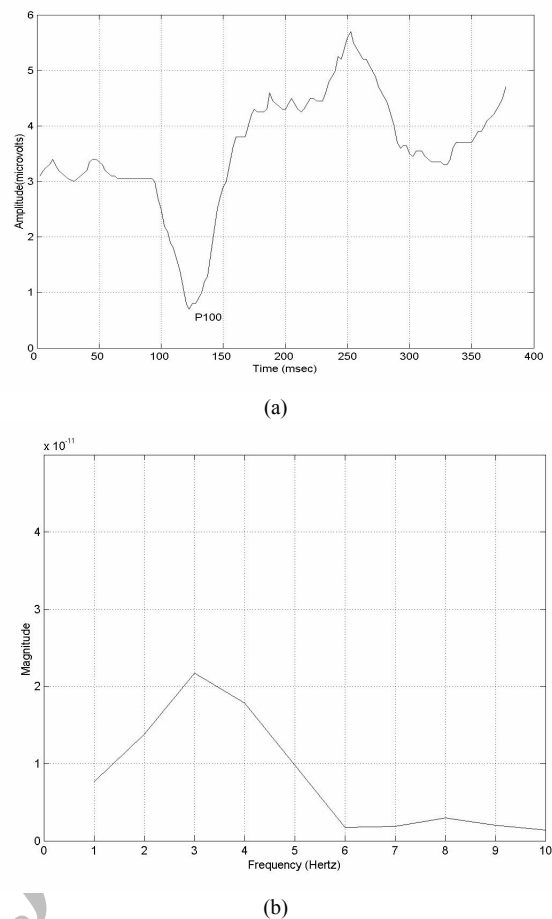 6
5
4
3
2
1
0
Amplitude(microvolts)
P100
0 50 100 150 200 250 300 350 400
Time (msec)
(a)
x 10-11
4
3
2
1
0
Magnitude
0 1 2 3 4 5 6 7 8 9 10
Frequency (Hertz)
(b)